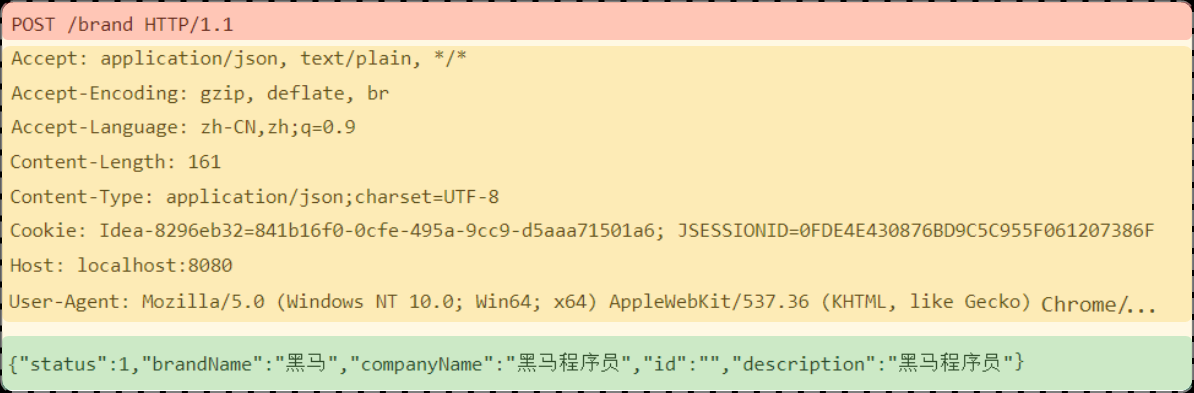 POST /brand HTTP/1.1
Accept: application/json, text/plain, */*
Accept-Encoding: gzip, deflate, br
Accept-Language: zh-CN,zh;q=0.9
Content-Length: 161
Content-Type: application/json;charset=UTF-8
Cookie: Idea-8296eb32=841b16f0-0cfe-495a-9cc9-d5aaa71501a6; JSESSIONID=0FDE4E430876BD9C5C955F061207386F
Host: localhost:8080
User-Agent: Mozilla/5.0 (Windows NT 10.0; Win64; x64) AppleWebKit/537.36 (KHTML, like Gecko) Chrome/...
{"status":1,"brandName":"黑马","companyName":"黑马程序员","id":"","description":"黑马程序员"}